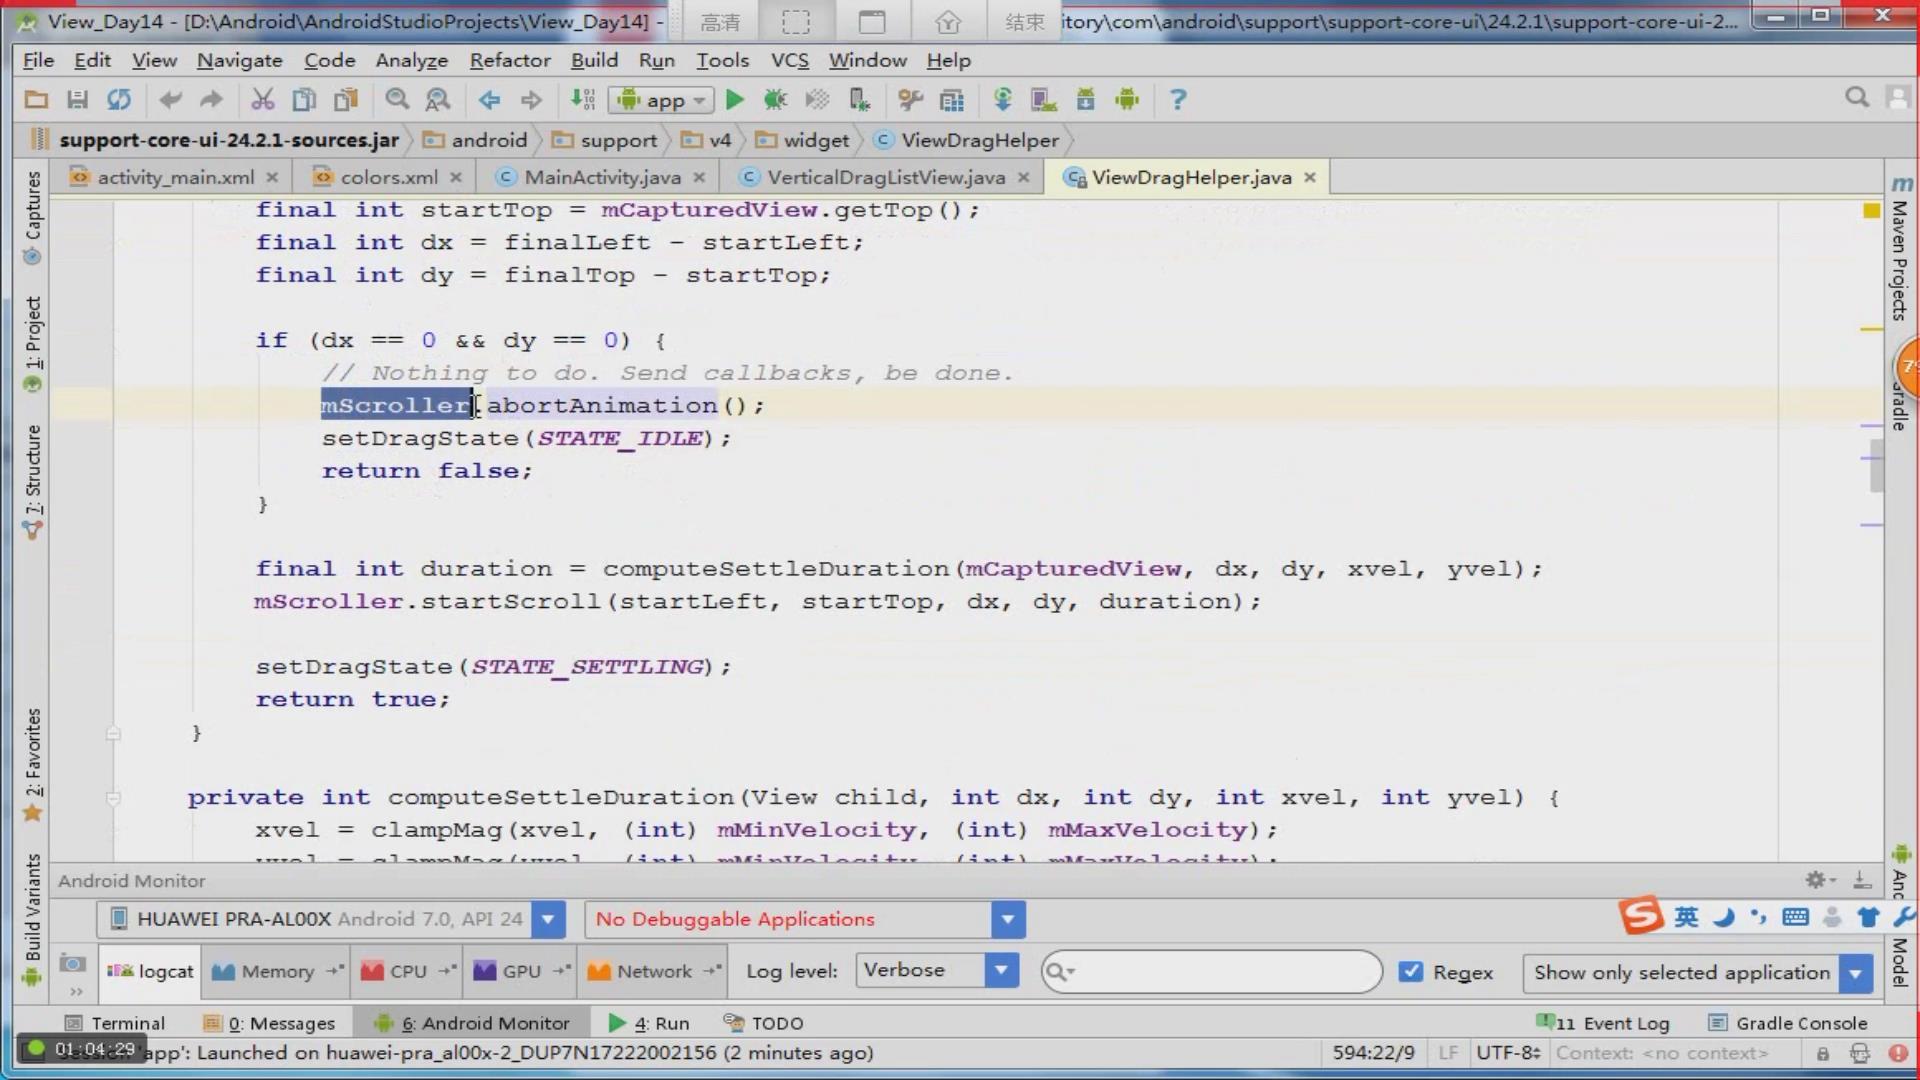 View_Day14 - [D:\Android\AndroidStudioProjects\View_Day14] -
高清
结束
itory\com\android\support\support-core-ui\24.2.1\support-core-ui-2...
File Edit View Navigate Code Analyze Refactor Build Run Tools VCS Window Help
app
support-core-ui-24.2.1-sources.jar android support v4 widget ViewDragHelper
activity_main.xml colors.xml MainActivity.java VerticalDragListView.java ViewDragHelper.java
final int startTop = mCapturedView.getTop();
final int dx = finalLeft - startLeft;
final int dy = finalTop - startTop;
if (dx == 0 && dy == 0) {
// Nothing to do. Send callbacks, be done.
mScroller.abortAnimation();
setDragState(STATE_IDLE);
return false;
}
final int duration = computeSettleDuration(mCapturedView, dx, dy, xvel, yvel);
mScroller.startScroll(startLeft, startTop, dx, dy, duration);
setDragState(STATE_SETTLING);
return true;
}
private int computeSettleDuration(View child, int dx, int dy, int xvel, int yvel) {
xvel = clampMag(xvel, (int) mMinVelocity, (int) mMaxVelocity);
yvel = clampMag(yvel, (int) mMinVelocity, (int) mMaxVelocity);
Captures
1: Project
7: Structure
2: Favorites
Build Variants
Maven Projects
Gradle
Model
79
Android Monitor
HUAWEI PRA-AL00X Android 7.0, API 24
No Debuggable Applications
英
logcat Memory CPU GPU Network Log level: Verbose Regex Show only selected application
Terminal 0: Messages 6: Android Monitor 4: Run TODO 11 Event Log Gradle Console
01:04:29
'app': Launched on huawei-pra_al00x-2_DUP7N17222002156 (2 minutes ago)
594:22/9 LF UTF-8 Context: <no context>